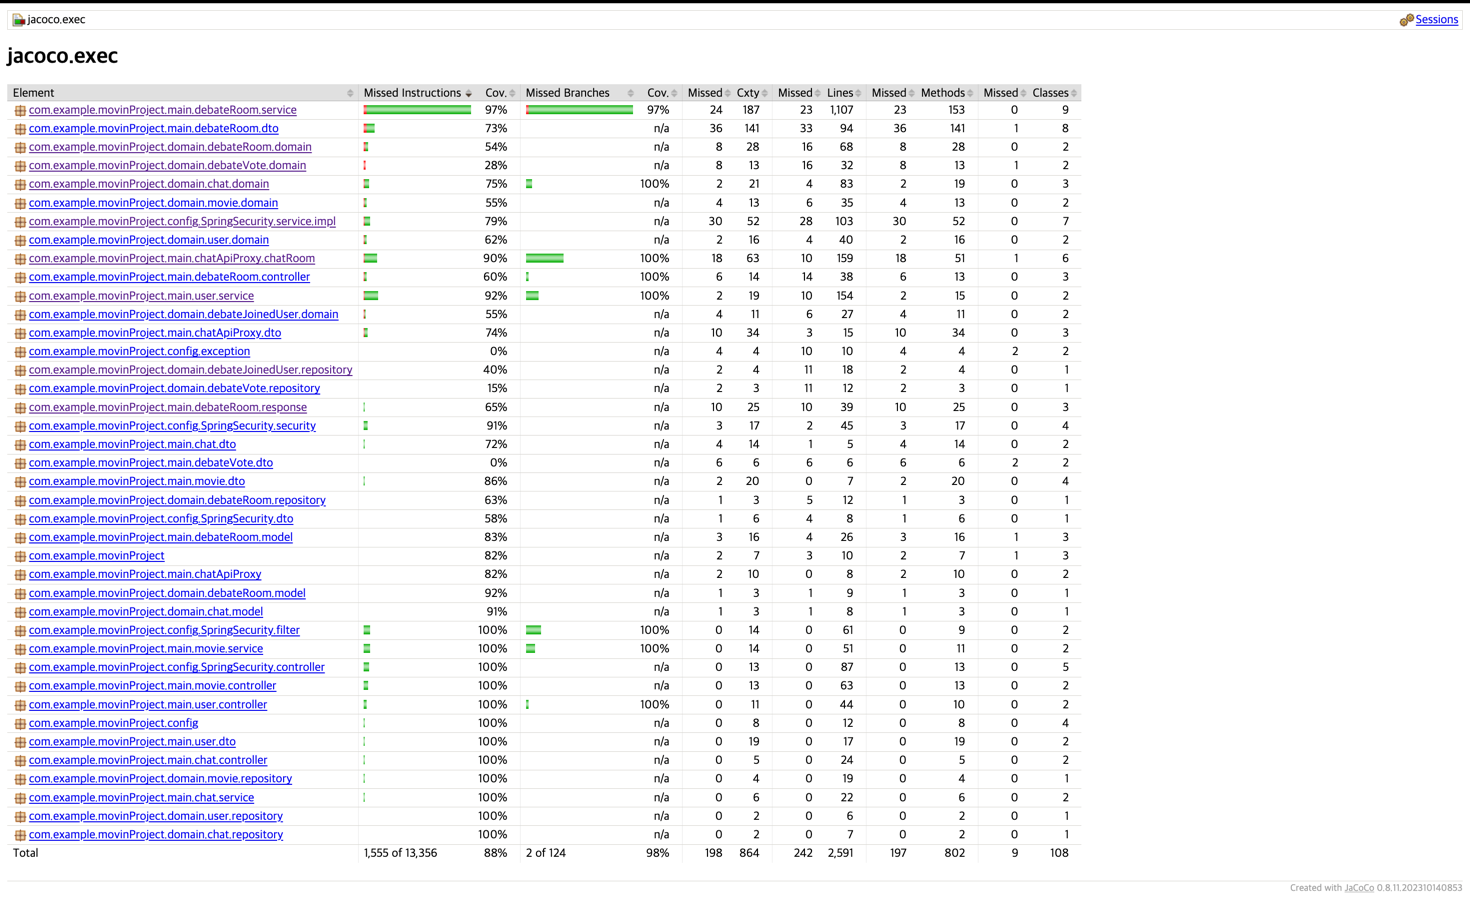 jacoco.exec Sessions
jacoco.exec
Element Missed Instructions Cov. Missed Branches Cov. Missed Cxty Missed Lines Missed Methods Missed Classes
com.example.movinProject.main.debateRoom.service 97% 97% 24 187 23 1,107 23 153 0 9
com.example.movinProject.main.debateRoom.dto 73% n/a 36 141 33 94 36 141 1 8
com.example.movinProject.domain.debateRoom.domain 54% n/a 8 28 16 68 8 28 0 2
com.example.movinProject.domain.debateVote.domain 28% n/a 8 13 16 32 8 13 1 2
com.example.movinProject.domain.chat.domain 75% 100% 2 21 4 83 2 19 0 3
com.example.movinProject.domain.movie.domain 55% n/a 4 13 6 35 4 13 0 2
com.example.movinProject.config.SpringSecurity.service.impl 79% n/a 30 52 28 103 30 52 0 7
com.example.movinProject.domain.user.domain 62% n/a 2 16 4 40 2 16 0 2
com.example.movinProject.main.chatApiProxy.chatRoom 90% 100% 18 63 10 159 18 51 1 6
com.example.movinProject.main.debateRoom.controller 60% 100% 6 14 14 38 6 13 0 3
com.example.movinProject.main.user.service 92% 100% 2 19 10 154 2 15 0 2
com.example.movinProject.domain.debateJoinedUser.domain 55% n/a 4 11 6 27 4 11 0 2
com.example.movinProject.main.chatApiProxy.dto 74% n/a 10 34 3 15 10 34 0 3
com.example.movinProject.config.exception 0% n/a 4 4 10 10 4 4 2 2
com.example.movinProject.domain.debateJoinedUser.repository 40% n/a 2 4 11 18 2 4 0 1
com.example.movinProject.domain.debateVote.repository 15% n/a 2 3 11 12 2 3 0 1
com.example.movinProject.main.debateRoom.response 65% n/a 10 25 10 39 10 25 0 3
com.example.movinProject.config.SpringSecurity.security 91% n/a 3 17 2 45 3 17 0 4
com.example.movinProject.main.chat.dto 72% n/a 4 14 1 5 4 14 0 2
com.example.movinProject.main.debateVote.dto 0% n/a 6 6 6 6 6 6 2 2
com.example.movinProject.main.movie.dto 86% n/a 2 20 0 7 2 20 0 4
com.example.movinProject.domain.debateRoom.repository 63% n/a 1 3 5 12 1 3 0 1
com.example.movinProject.config.SpringSecurity.dto 58% n/a 1 6 4 8 1 6 0 1
com.example.movinProject.main.debateRoom.model 83% n/a 3 16 4 26 3 16 1 3
com.example.movinProject 82% n/a 2 7 3 10 2 7 1 3
com.example.movinProject.main.chatApiProxy 82% n/a 2 10 0 8 2 10 0 2
com.example.movinProject.domain.debateRoom.model 92% n/a 1 3 1 9 1 3 0 1
com.example.movinProject.domain.chat.model 91% n/a 1 3 1 8 1 3 0 1
com.example.movinProject.config.SpringSecurity.filter 100% 100% 0 14 0 61 0 9 0 2
com.example.movinProject.main.movie.service 100% 100% 0 14 0 51 0 11 0 2
com.example.movinProject.config.SpringSecurity.controller 100% n/a 0 13 0 87 0 13 0 5
com.example.movinProject.main.movie.controller 100% n/a 0 13 0 63 0 13 0 2
com.example.movinProject.main.user.controller 100% 100% 0 11 0 44 0 10 0 2
com.example.movinProject.config 100% n/a 0 8 0 12 0 8 0 4
com.example.movinProject.main.user.dto 100% n/a 0 19 0 17 0 19 0 2
com.example.movinProject.main.chat.controller 100% n/a 0 5 0 24 0 5 0 2
com.example.movinProject.domain.movie.repository 100% n/a 0 4 0 19 0 4 0 1
com.example.movinProject.main.chat.service 100% n/a 0 6 0 22 0 6 0 2
com.example.movinProject.domain.user.repository 100% n/a 0 2 0 6 0 2 0 1
com.example.movinProject.domain.chat.repository 100% n/a 0 2 0 7 0 2 0 1
Total 1,555 of 13,356 88% 2 of 124 98% 198 864 242 2,591 197 802 9 108
Created with JaCoCo 0.8.11.202310140853